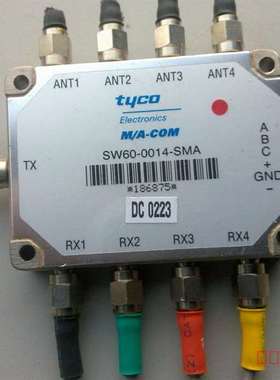 ANT1 ANT2 ANT3 ANT4
tyco
Electronics
M/A-COM
A
B
C
+
GND
-
TX
SW60-0014-SMA
*186875*
DC 0223
RX1 RX2 RX3 RX4